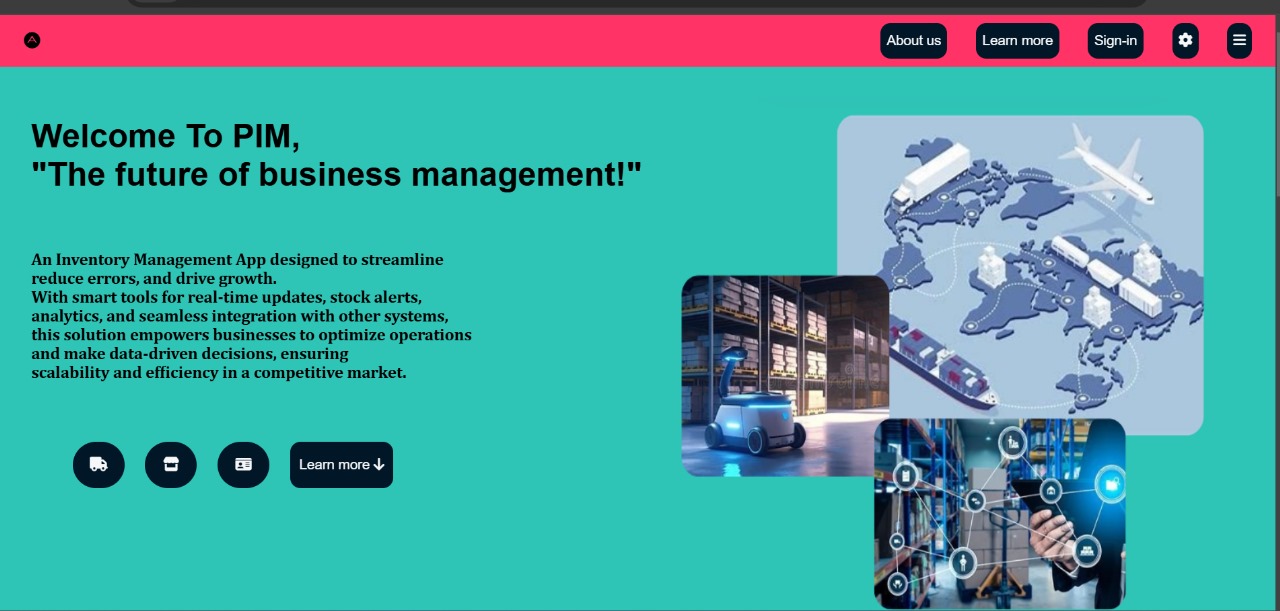 About us
Learn more
Sign-in
Welcome To PIM,
"The future of business management!"
An Inventory Management App designed to streamline
reduce errors, and drive growth.
With smart tools for real-time updates, stock alerts,
analytics, and seamless integration with other systems,
this solution empowers businesses to optimize operations
and make data-driven decisions, ensuring
scalability and efficiency in a competitive market.
Learn more